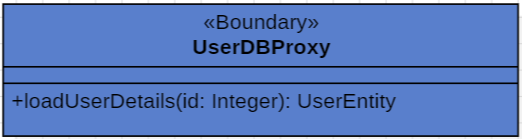 «Boundary»
UserDBProxy
+loadUserDetails(id: Integer): UserEntity